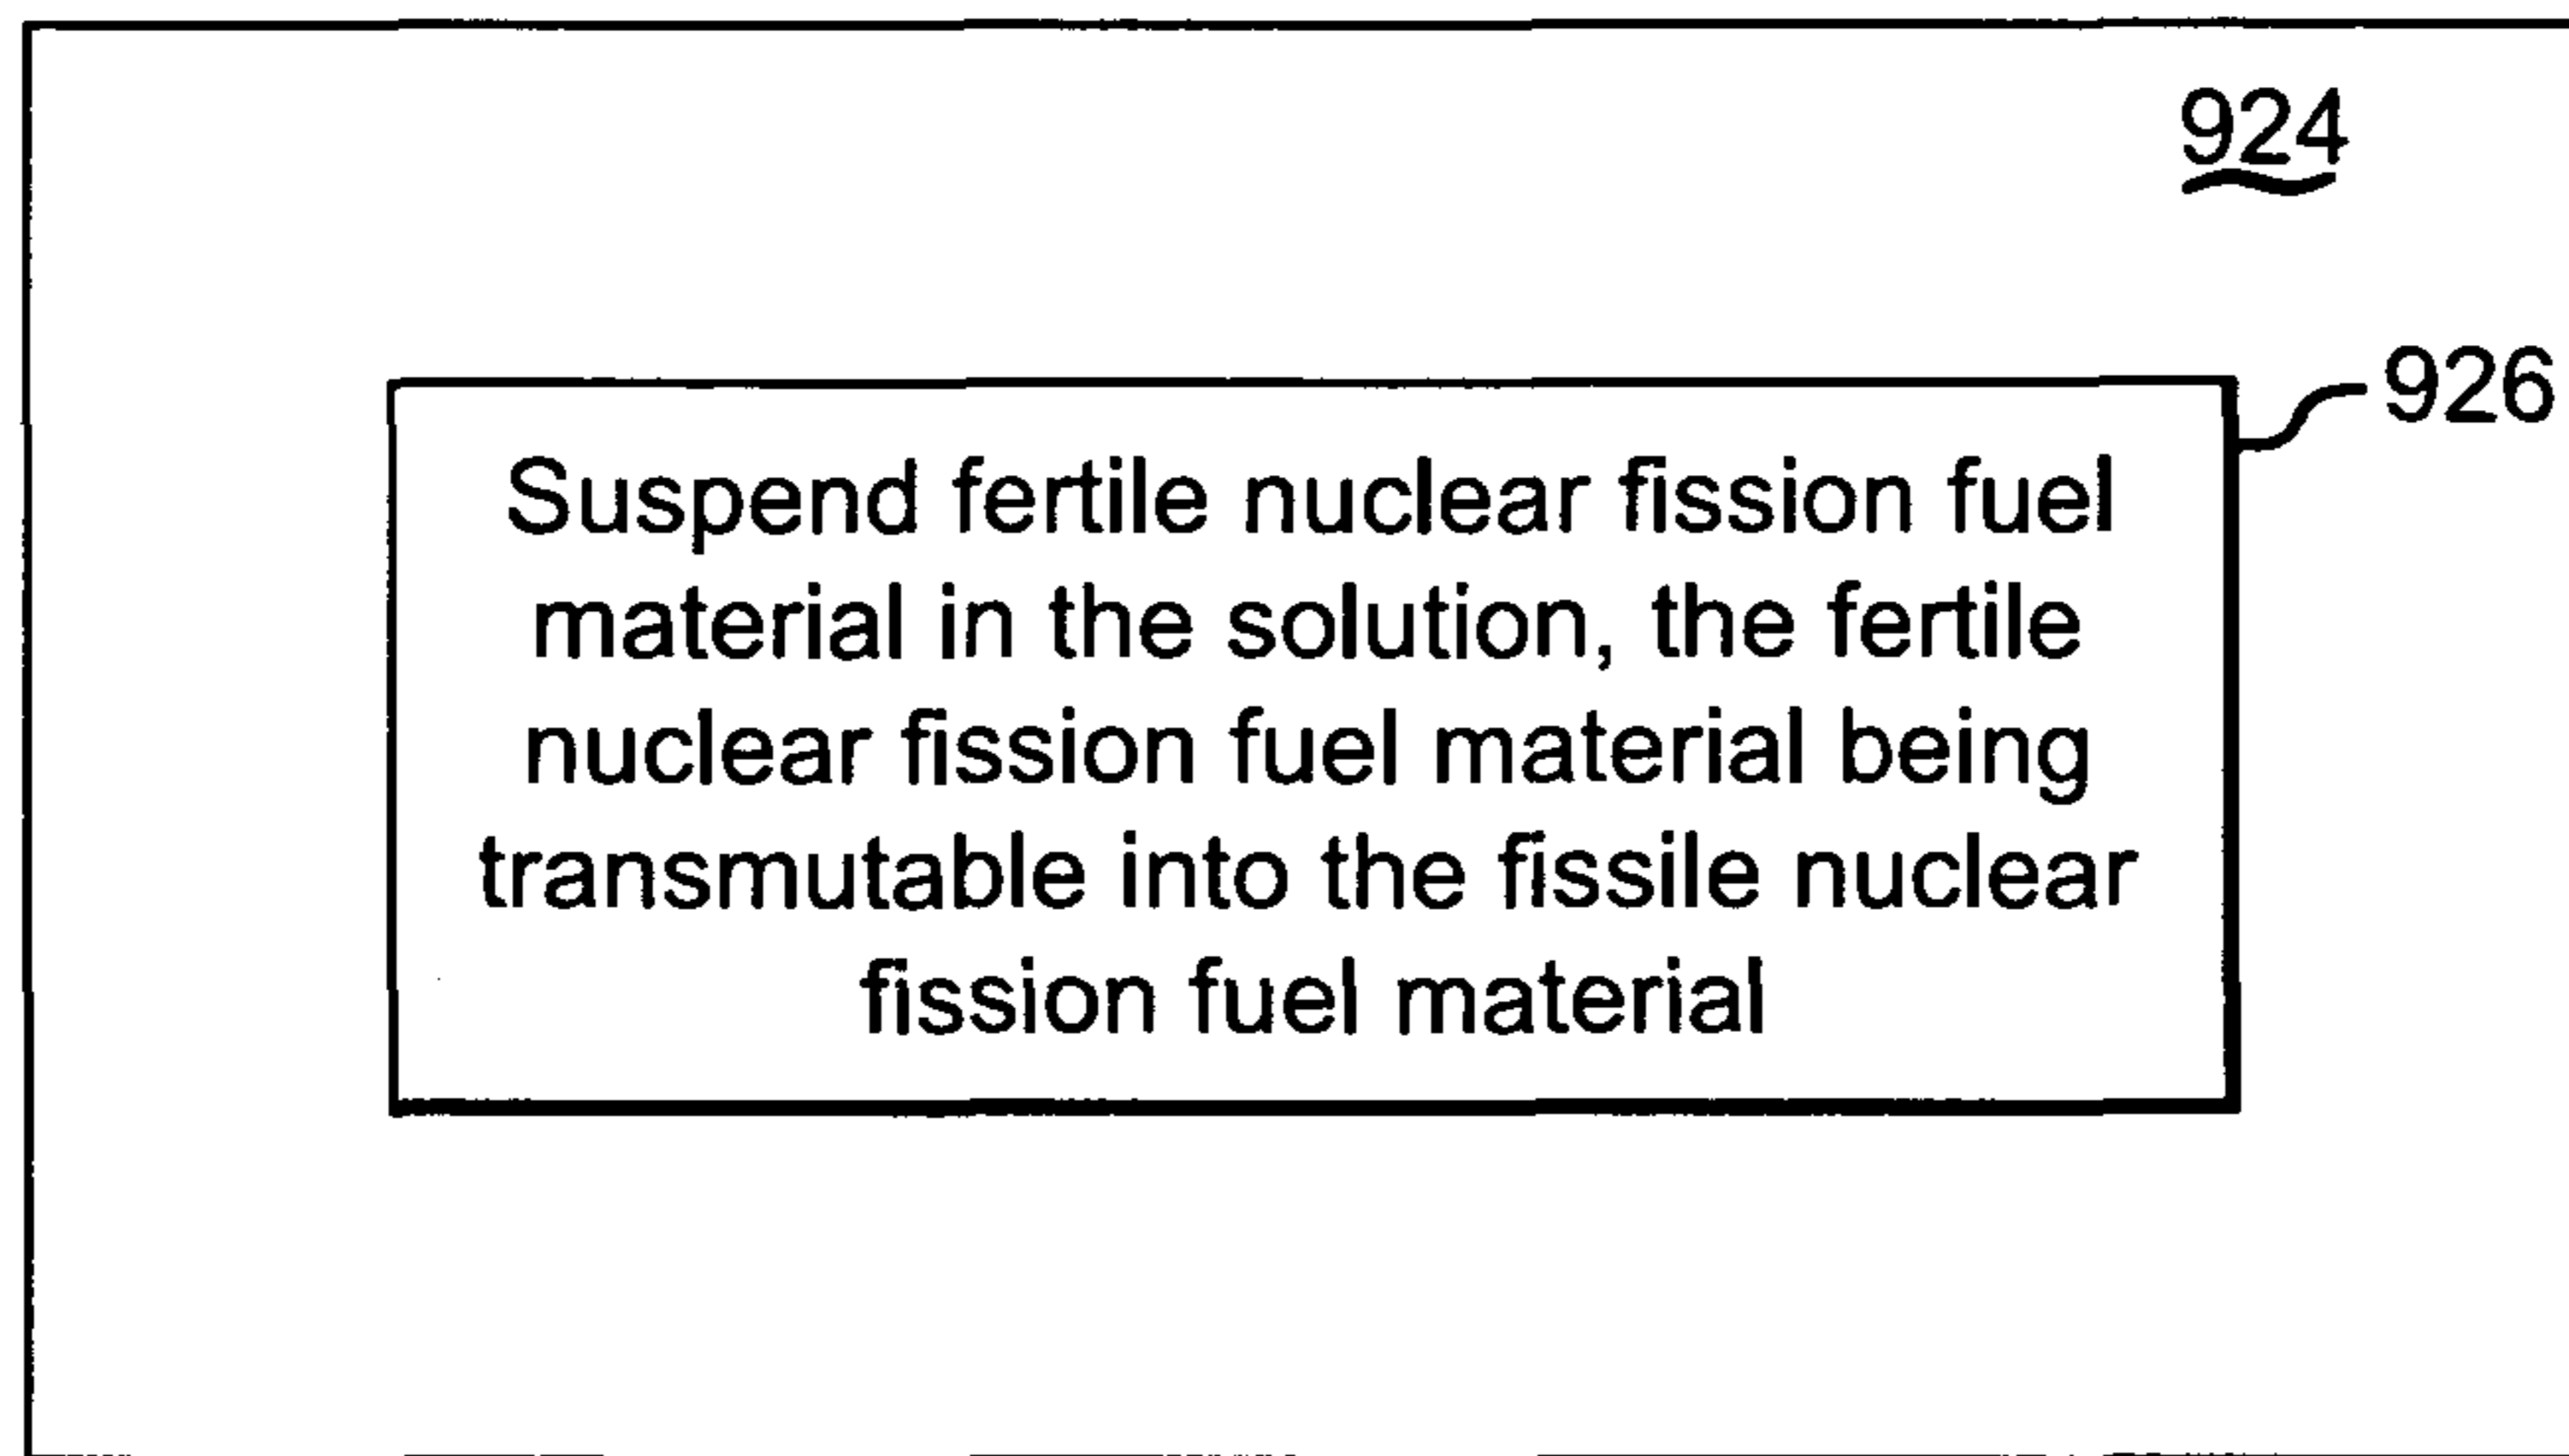 924
926
Suspend fertile nuclear fission fuel
material in the solution, the fertile
nuclear fission fuel material being
transmutable into the fissile nuclear
fission fuel material